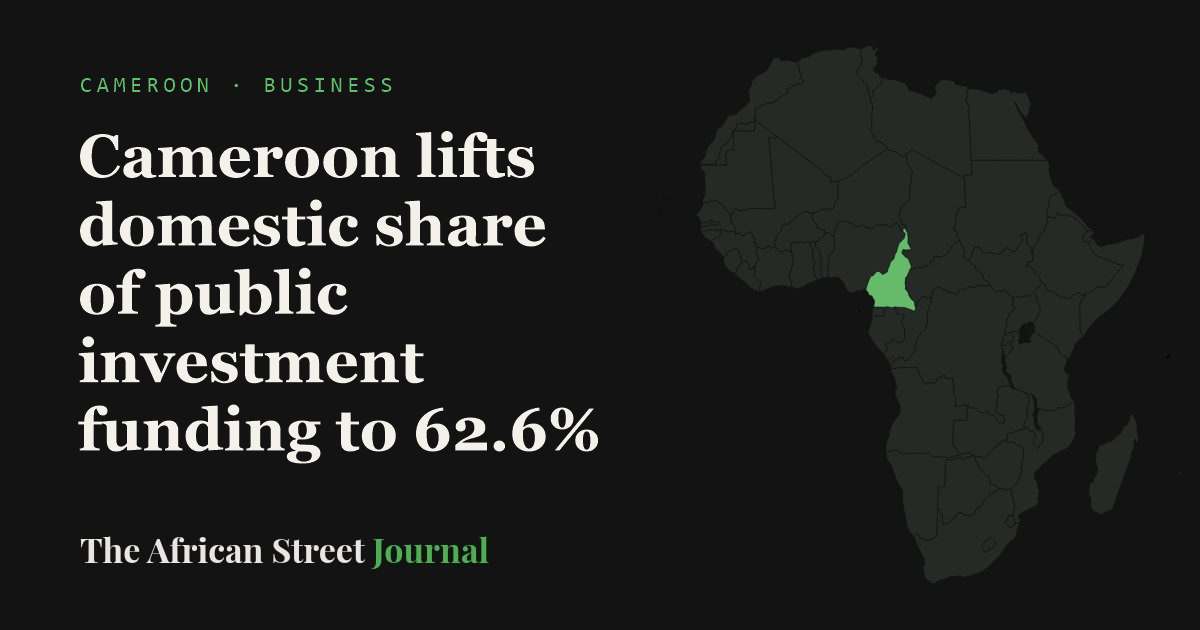 CAMEROON · BUSINESS
Cameroon lifts
domestic share
of public
investment
funding to 62.6%
The African Street Journal